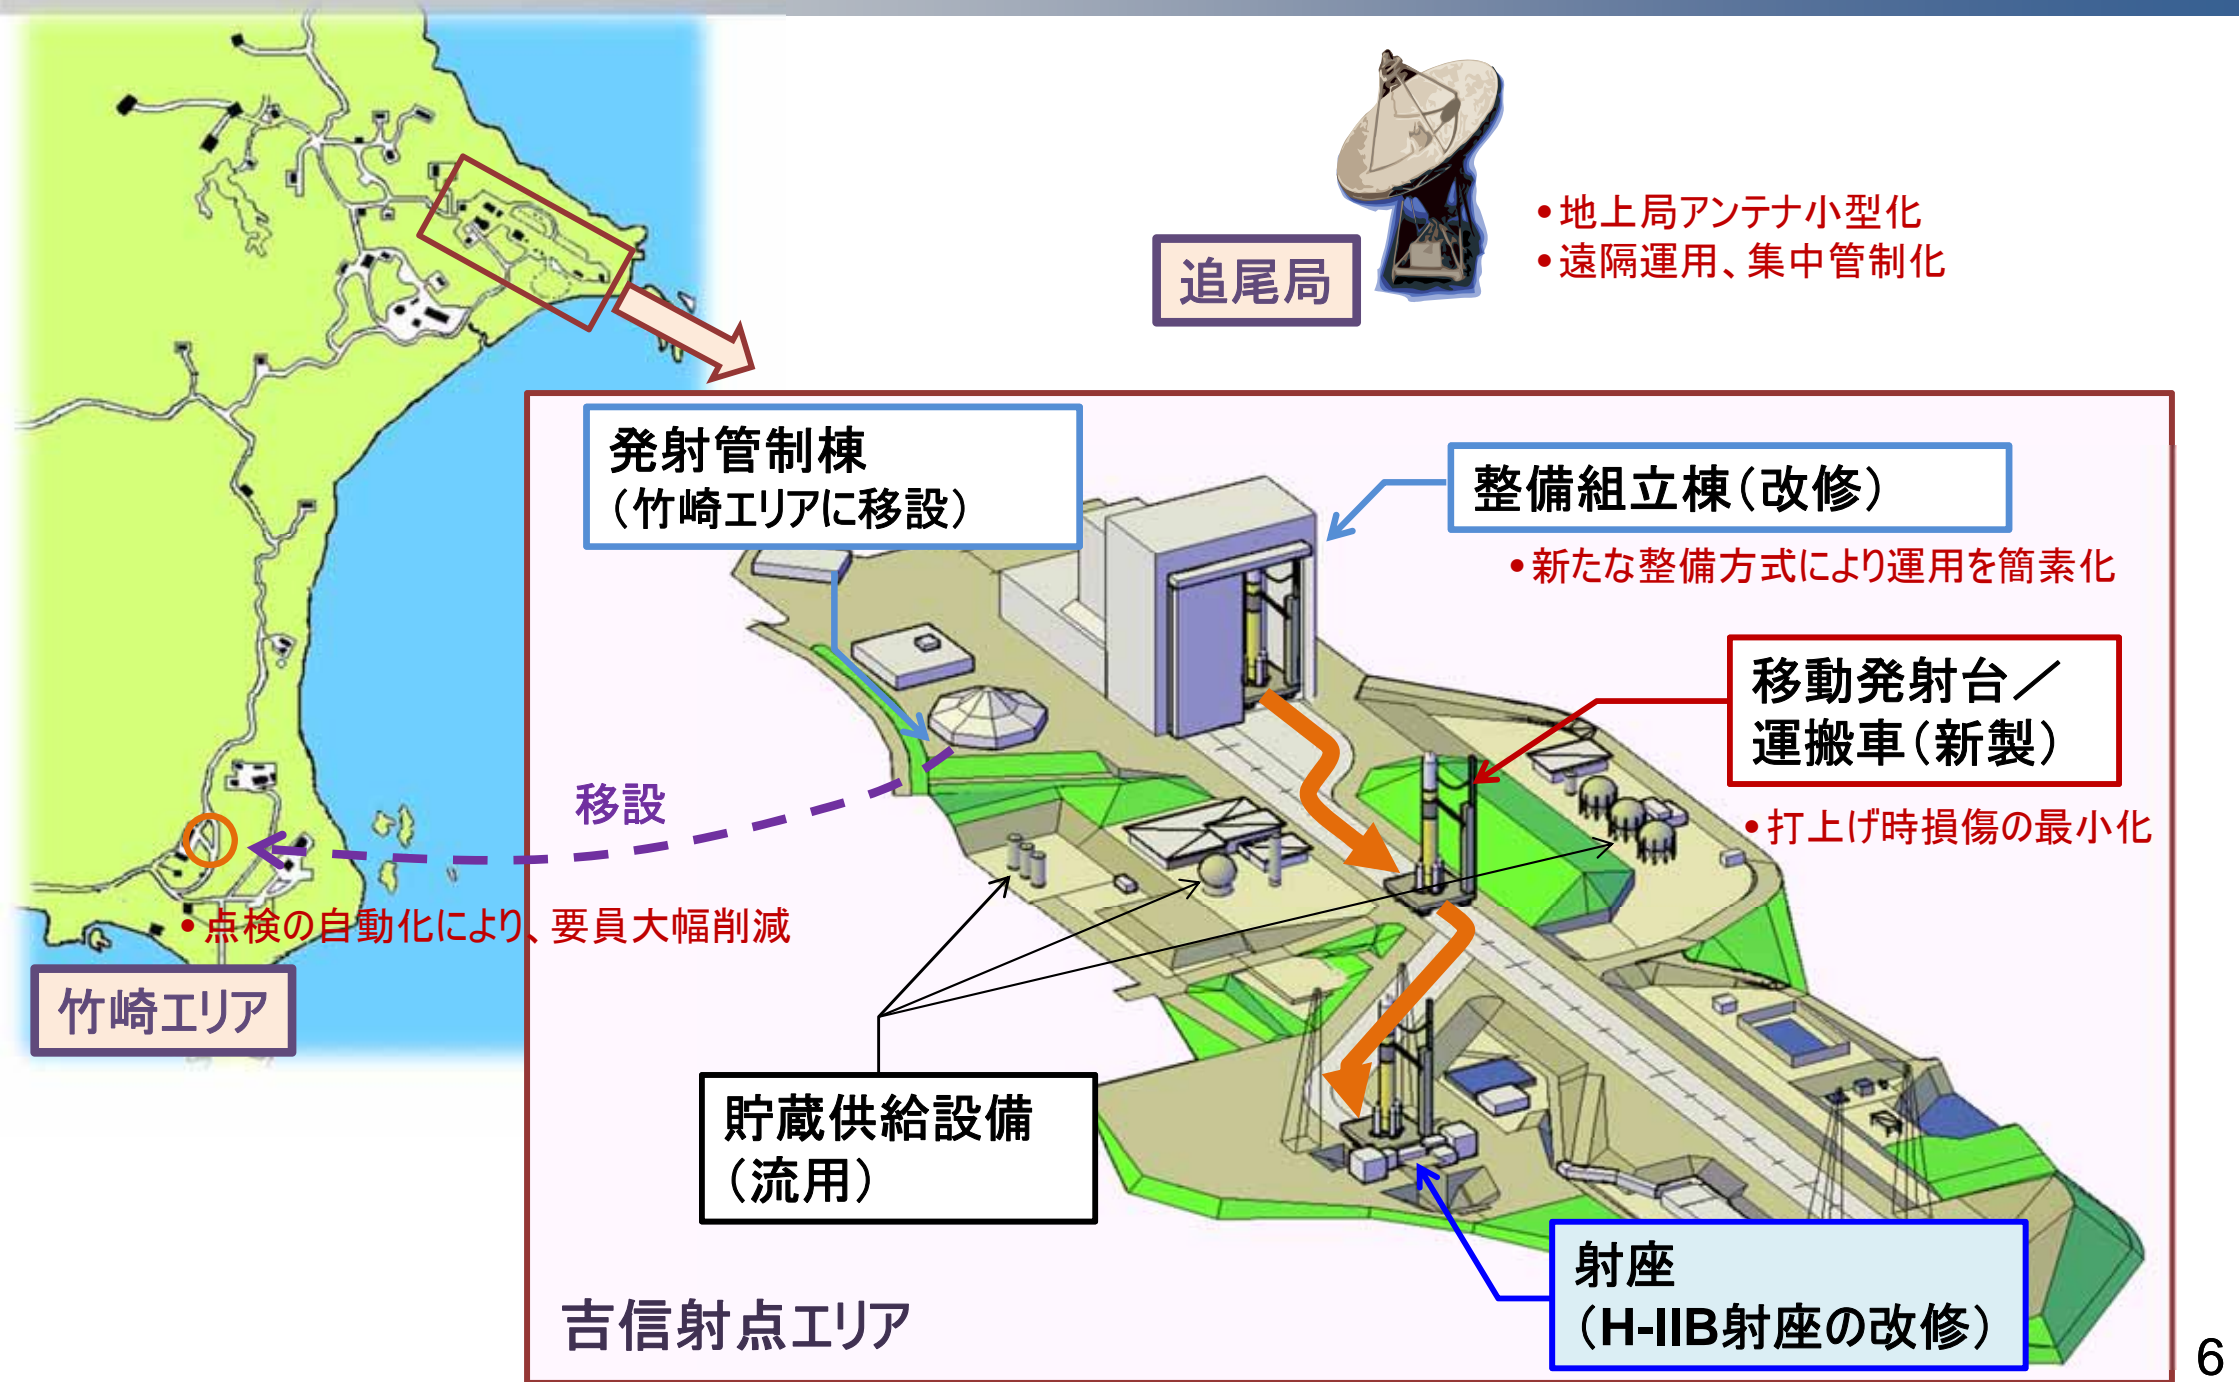 追尾局
•地上局アンテナ小型化
•遠隔運用、集中管制化
発射管制棟
（竹崎エリアに移設）
整備組立棟（改修）
•新たな整備方式により運用を簡素化
移動発射台／
運搬車（新製）
•打上げ時損傷の最小化
移設
•点検の自動化により、要員大幅削減
竹崎エリア
貯蔵供給設備
（流用）
射座
（H-IIB射座の改修）
吉信射点エリア
6